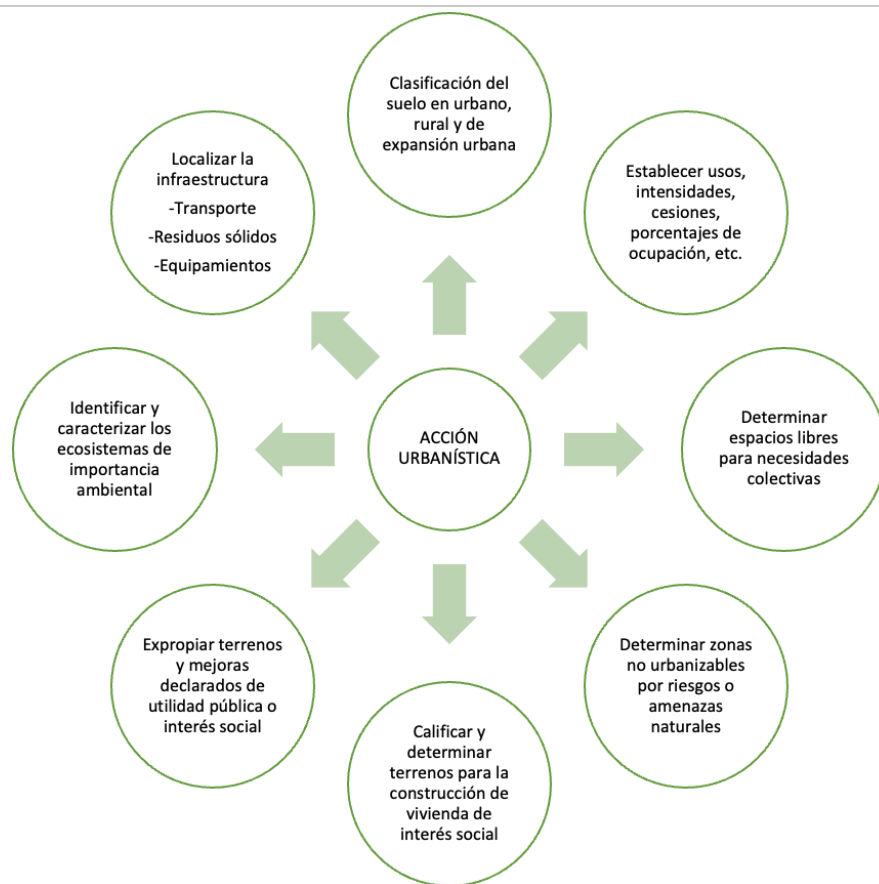 Clasificación del
suelo en urbano,
rural y de
expansión urbana
Establecer usos,
intensidades,
cesiones,
porcentajes de
ocupación, etc.
Determinar
espacios libres
para necesidades
colectivas
Determinar zonas
no urbanizables
por riesgos o
amenazas
naturales
Calificar y
determinar
terrenos para la
construcción de
vivienda de
interés social
Expropiar terrenos
y mejoras
declarados de
utilidad pública o
interés social
Identificar y
caracterizar los
ecosistemas de
importancia
ambiental
Localizar la
infraestructura
-Transporte
-Residuos sólidos
-Equipamientos
ACCIÓN
URBANÍSTICA